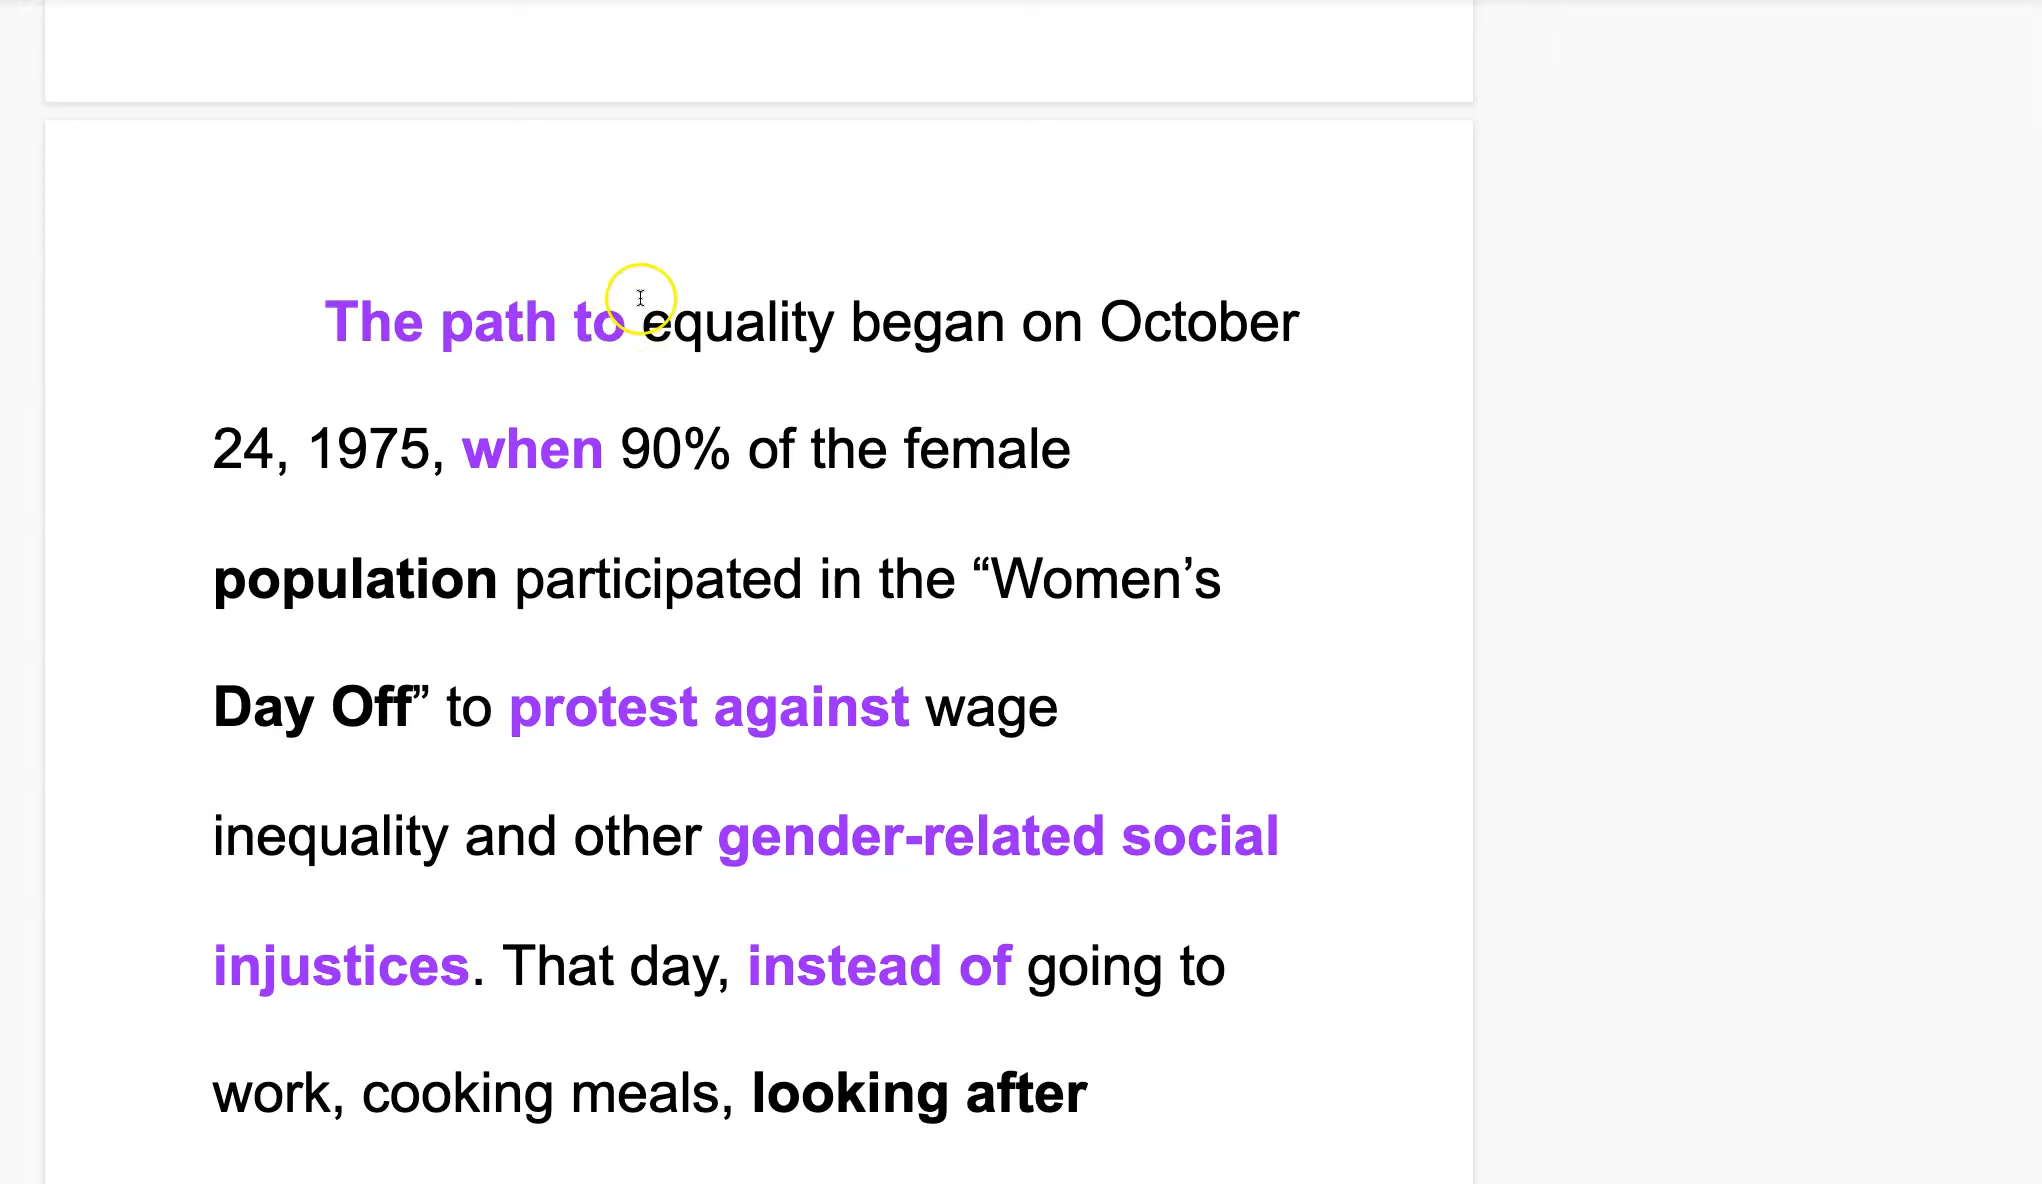 The path to equality began on October
24, 1975, when 90% of the female
population participated in the “Women’s
Day Off” to protest against wage
inequality and other gender-related social
injustices. That day, instead of going to
work, cooking meals, looking after